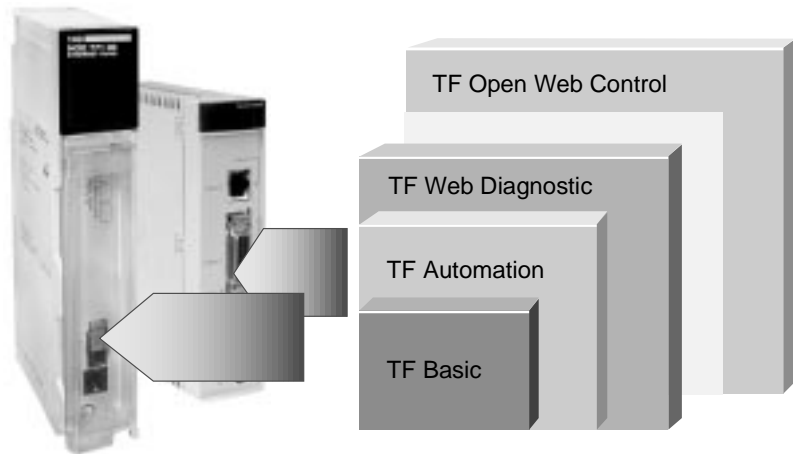 TF Open Web Control
TF Web Diagnostic
TF Automation
TF Basic